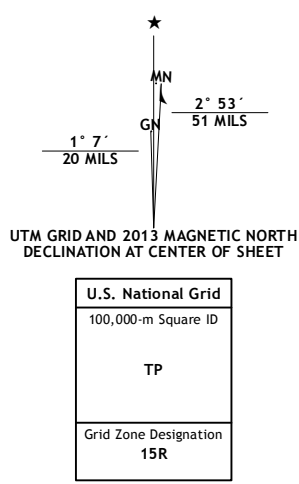 ★
MN
GN
2° 53´
51 MILS
1° 7´
20 MILS
UTM GRID AND 2013 MAGNETIC NORTH
DECLINATION AT CENTER OF SHEET
U.S. National Grid
100,000-m Square ID
TP
Grid Zone Designation
15R